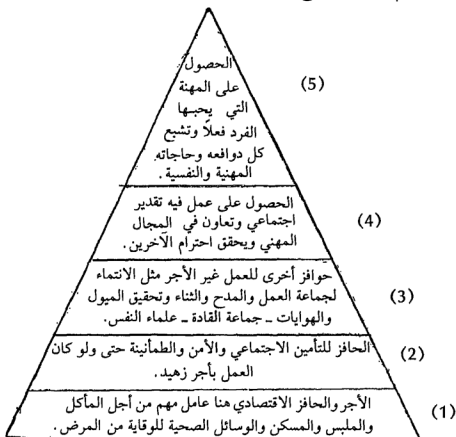 الحصول
على المهنة
التي يحبها
الفرد فعلاً وتشبع
كل دوافعه وحاجاته
المهنية والنفسية.
(5)
الحصول على عمل فيه تقدير
اجتماعي وتعاون في المجال
المهني ويحقق احترام الآخرين.
(4)
حوافز أخرى للعمل غير الأجر مثل الانتماء
لجماعة العمل والمدح والثناء وتحقيق الميول
والهوايات ــ جماعة القادة ــ علماء النفس.
(3)
الحافز للتأمين الاجتماعي والأمن والطمأنينة حتى ولو كان
العمل بأجر زهيد.
(2)
الأجر والحافز الاقتصادي هنا عامل مهم من أجل المأكل
والملبس والمسكن والوسائل الصحية للوقاية من المرض.
(1)